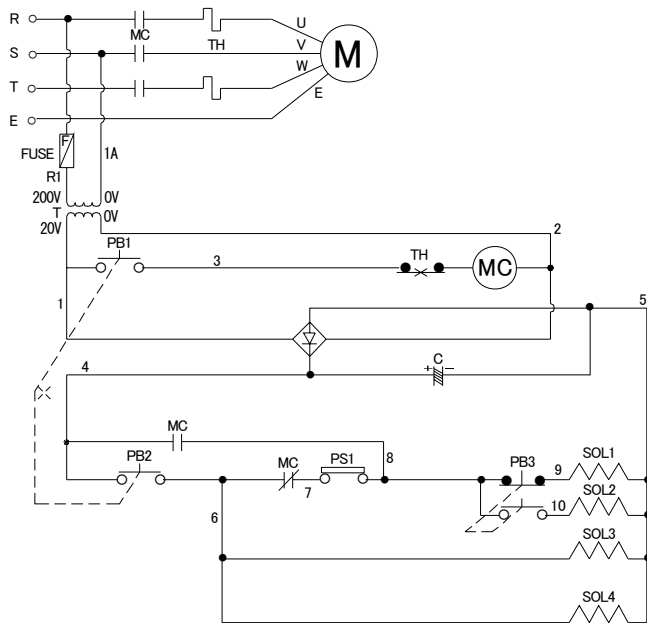 R
S
T
E
MC
TH
U
V
W
E
M
F
FUSE
1A
R1
200V
0V
T
20V
0V
2
PB1
3
TH
MC
1
5
4
+
C
-
MC
8
PB2
MC
7
PS1
PB3
9
SOL1
10
SOL2
6
SOL3
SOL4